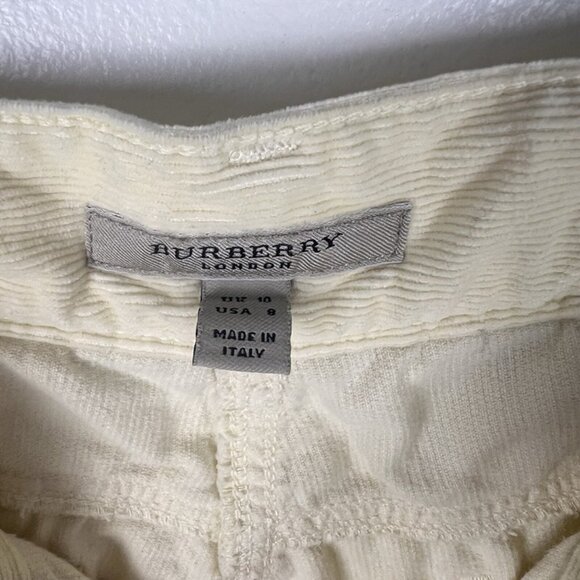 BURBERRY
LONDON
UK 10
USA 8
MADE IN
ITALY